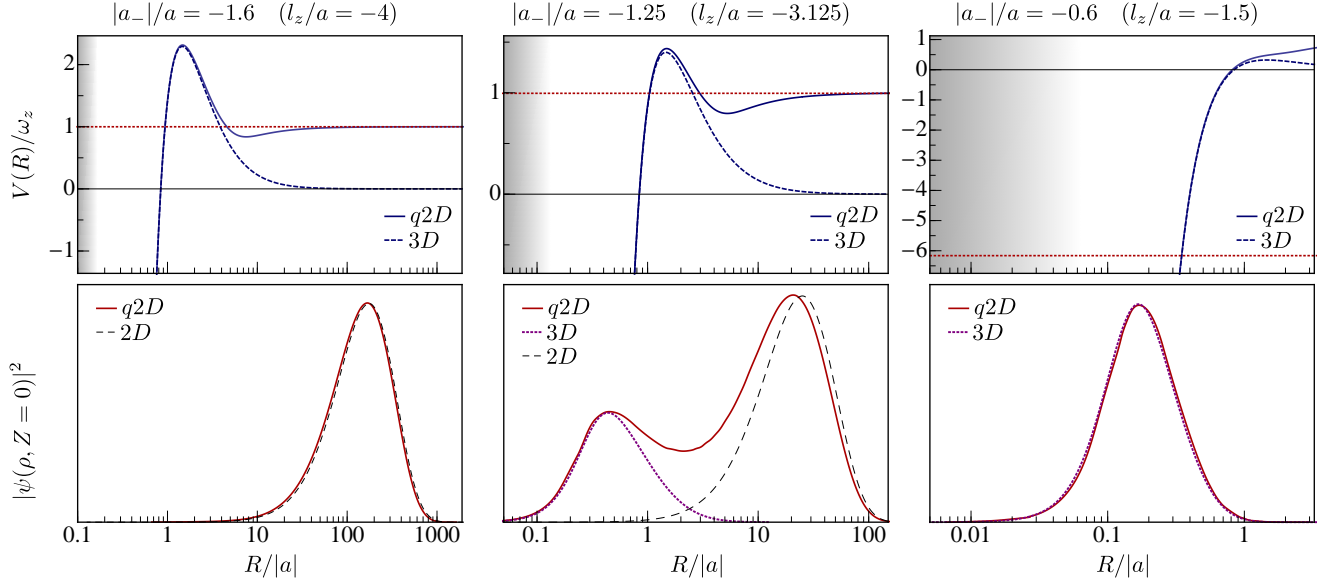 |a₋|/a = −1.6 (l_z/a = −4)
|a₋|/a = −1.25 (l_z/a = −3.125)
|a₋|/a = −0.6 (l_z/a = −1.5)
V(R)/ω_z
2
1
0
−1
q2D
3D
1
0
q2D
3D
1
0
−1
−2
−3
−4
−5
−6
q2D
3D
|ψ(ρ, Z = 0)|²
q2D
2D
q2D
3D
2D
q2D
3D
0.1 1 10 100 1000
0.1 1 10 100
0.01 0.1 1
R/|a|
R/|a|
R/|a|